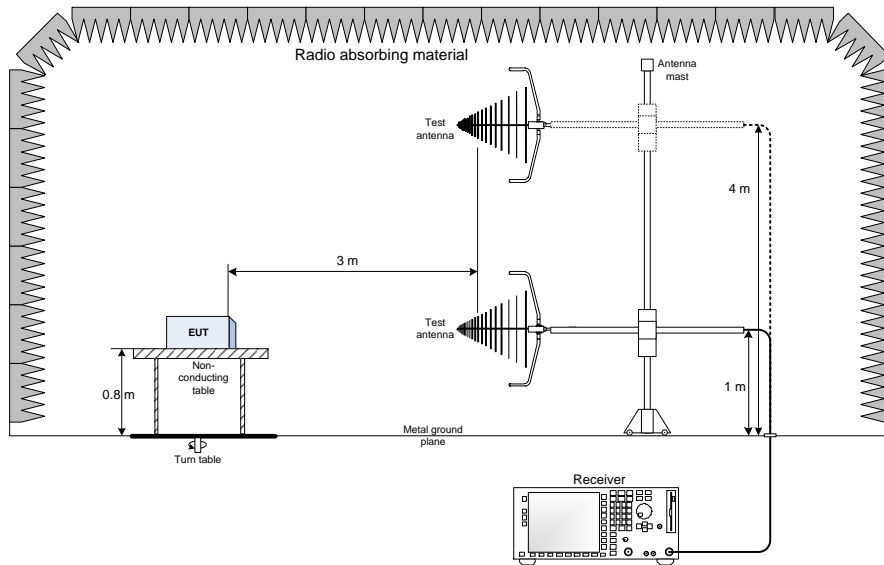 Radio absorbing material
Antenna
mast
Test
antenna
4 m
3 m
Test
antenna
EUT
Non-
conducting
table
0.8 m
1 m
Metal ground
plane
Turn table
Receiver